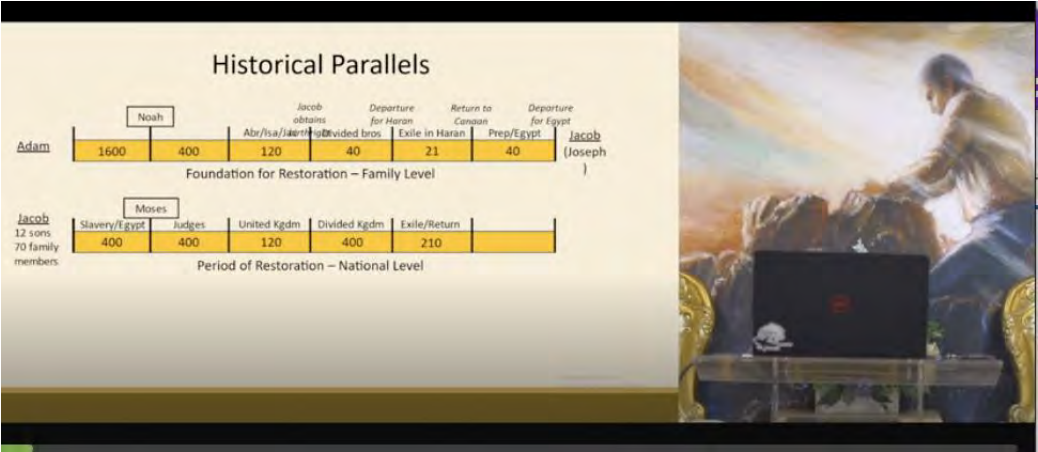 Historical Parallels
Jacob obtains birthright
Departure for Haran
Return to Canaan
Departure for Egypt
Noah
Abr/Isa/Jac Divided bros Exile in Haran Prep/Egypt
Adam 1600 400 120 40 21 40 Jacob (Joseph)
Foundation for Restoration – Family Level
Moses
Slavery/Egypt Judges United Kgdm Divided Kgdm Exile/Return
Jacob
12 sons
70 family
members
400 400 120 400 210
Period of Restoration – National Level